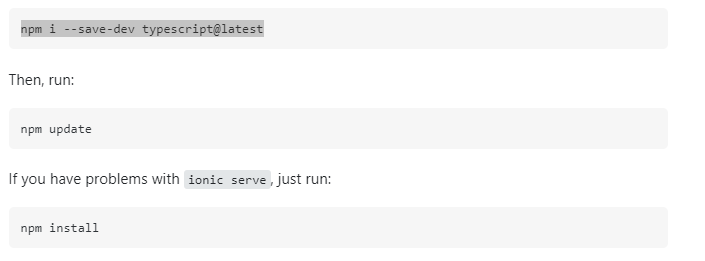 npm i --save-dev typescript@latest
Then, run:
npm update
If you have problems with ionic serve, just run:
npm install